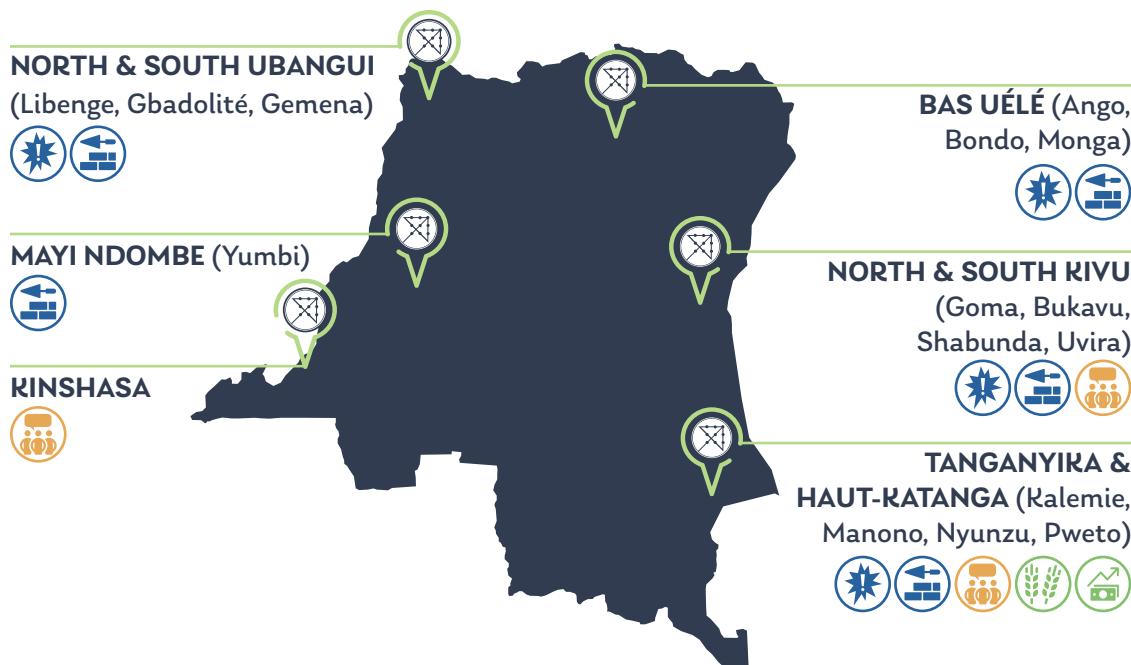 NORTH & SOUTH UBANGUI
(Libenge, Gbadolité, Gemena)
MAYI NDOMBE (Yumbi)
KINSHASA
BAS UÉLÉ (Ango,
Bondo, Monga)
NORTH & SOUTH KIVU
(Goma, Bukavu,
Shabunda, Uvira)
TANGANYIKA &
HAUT-KATANGA (Kalemie,
Manono, Nyunzu, Pweto)